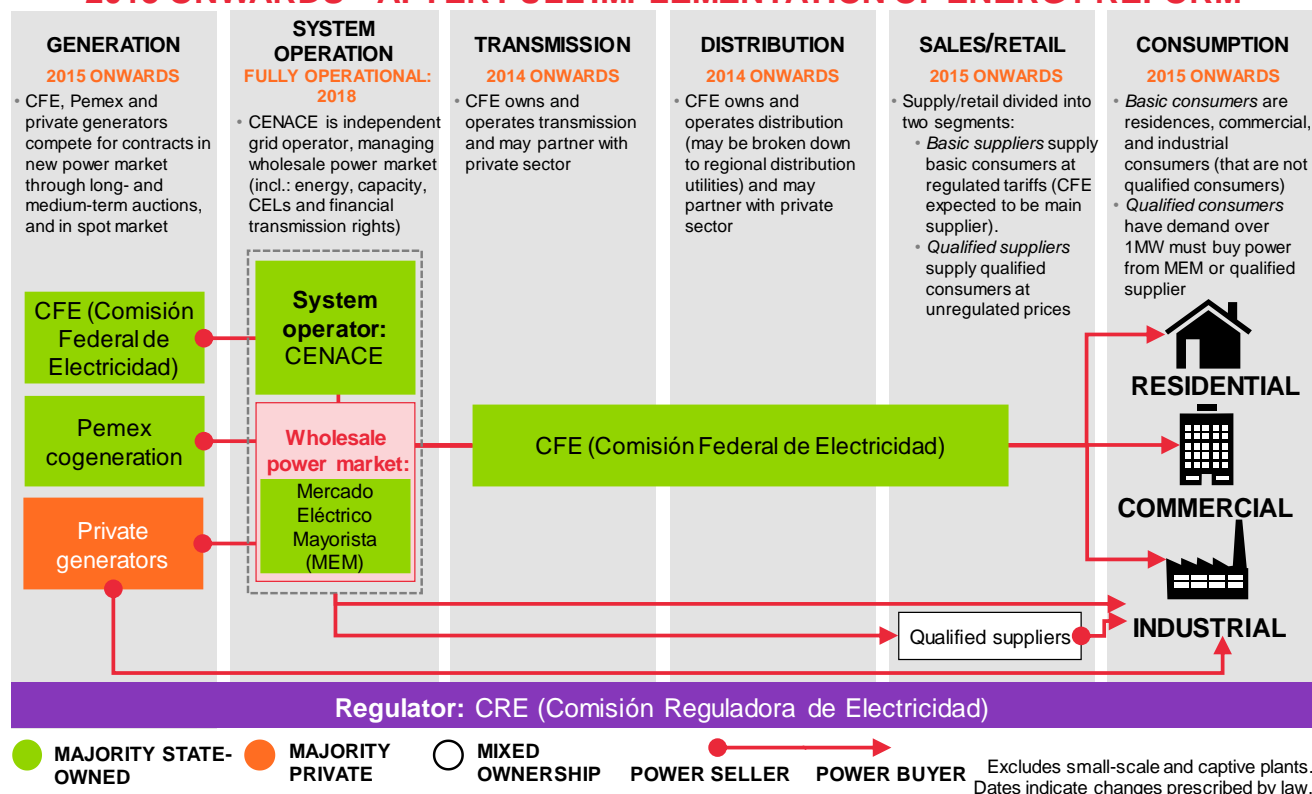 2018 ONWARDS – AFTER FULL IMPLEMENTATION OF ENERGY REFORM
GENERATION
2015 ONWARDS
• CFE, Pemex and
private generators
compete for contracts in
new power market
through long- and
medium-term auctions,
and in spot market
SYSTEM
OPERATION
FULLY OPERATIONAL:
2018
• CENACE is independent
grid operator, managing
wholesale power market
(incl.: energy, capacity,
CELs and financial
transmission rights)
TRANSMISSION
2014 ONWARDS
• CFE owns and
operates transmission
and may partner with
private sector
DISTRIBUTION
2014 ONWARDS
• CFE owns and
operates distribution
(may be broken down
to regional distribution
utilities) and may
partner with private
sector
SALES/RETAIL
2015 ONWARDS
• Supply/retail divided into
two segments:
• Basic suppliers supply
basic consumers at
regulated tariffs (CFE
expected to be main
supplier).
• Qualified suppliers
supply qualified
consumers at
unregulated prices
CONSUMPTION
2015 ONWARDS
• Basic consumers are
residences, commercial,
and industrial
consumers (that are not
qualified consumers)
• Qualified consumers
have demand over
1MW must buy power
from MEM or qualified
supplier
CFE (Comisión
Federal de
Electricidad)
Pemex
cogeneration
Private
generators
System
operator:
CENACE
Wholesale
power market:
Mercado
Eléctrico
Mayorista
(MEM)
CFE (Comisión Federal de Electricidad)
Qualified suppliers
RESIDENTIAL
COMMERCIAL
INDUSTRIAL
Regulator: CRE (Comisión Reguladora de Electricidad)
MAJORITY STATE-
OWNED
MAJORITY
PRIVATE
MIXED
OWNERSHIP
POWER SELLER
POWER BUYER
Excludes small-scale and captive plants.
Dates indicate changes prescribed by law.